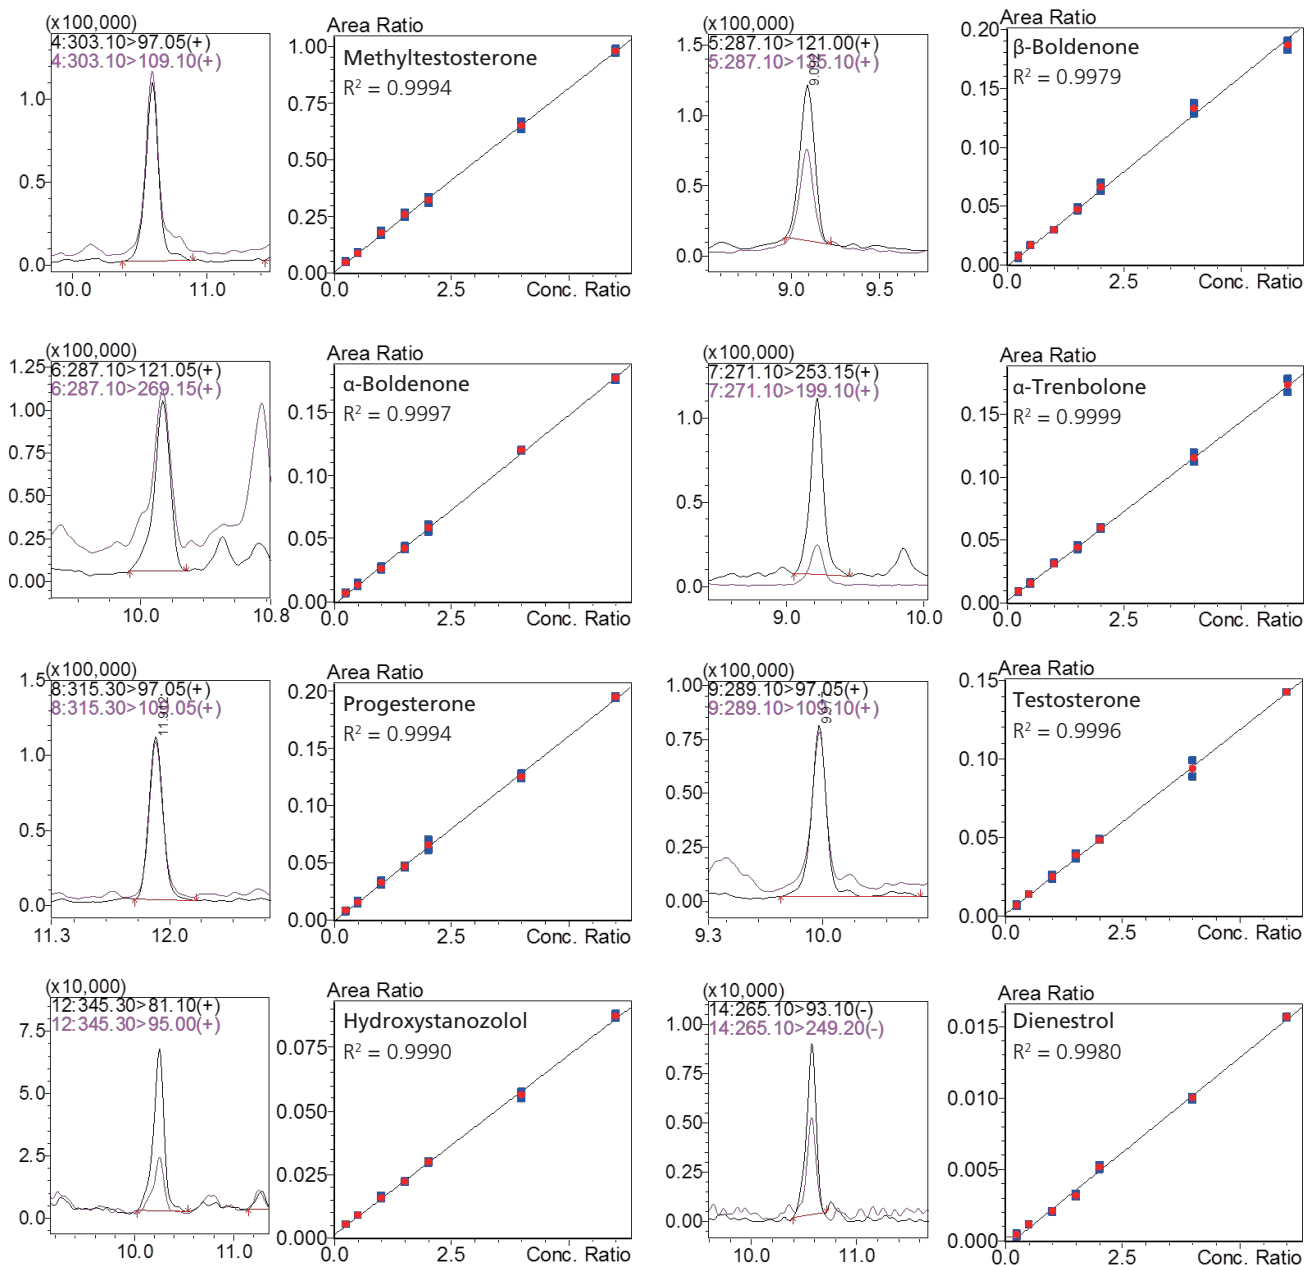 (x100,000)
4:303.10>97.05(+)
4:303.10>109.10(+)
1.0
0.5
0.0
10.0 11.0
Area Ratio
Methyltestosterone
R² = 0.9994
1.00
0.75
0.50
0.25
0.00
0.0 2.5 Conc. Ratio
(x100,000)
5:287.10>121.00(+)
5:287.10>135.10(+)
1.5
1.0
0.5
0.0
9.0 9.5
Area Ratio
β-Boldenone
R² = 0.9979
0.20
0.15
0.10
0.05
0.00
0.0 2.5 Conc. Ratio
(x100,000)
6:287.10>121.05(+)
6:287.10>269.15(+)
1.25
1.00
0.75
0.50
0.25
0.00
10.0 10.8
Area Ratio
α-Boldenone
R² = 0.9997
0.15
0.10
0.05
0.00
0.0 2.5 Conc. Ratio
(x100,000)
7:271.10>253.15(+)
7:271.10>199.10(+)
1.0
0.5
0.0
9.0 10.0
Area Ratio
α-Trenbolone
R² = 0.9999
0.15
0.10
0.05
0.00
0.0 2.5 Conc. Ratio
(x100,000)
8:315.30>97.05(+)
1.5
1.0
0.5
0.0
11.3 12.0
Area Ratio
Progesterone
R² = 0.9994
0.20
0.15
0.10
0.05
0.00
0.0 2.5 Conc. Ratio
(x100,000)
9:289.10>97.05(+)
9:289.10>109.10(+)
1.00
0.75
0.50
0.25
0.00
9.3 10.0
Area Ratio
Testosterone
R² = 0.9996
0.15
0.10
0.05
0.00
0.0 2.5 Conc. Ratio
(x10,000)
12:345.30>81.10(+)
12:345.30>95.00(+)
7.5
5.0
2.5
0.0
10.0 11.0
Area Ratio
Hydroxystanozolol
R² = 0.9990
0.075
0.050
0.025
0.000
0.0 2.5 Conc. Ratio
(x10,000)
14:265.10>93.10(-)
14:265.10>249.20(-)
1.00
0.75
0.50
0.25
0.00
10.0 11.0
Area Ratio
Dienestrol
R² = 0.9980
0.015
0.010
0.005
0.000
0.0 2.5 Conc. Ratio